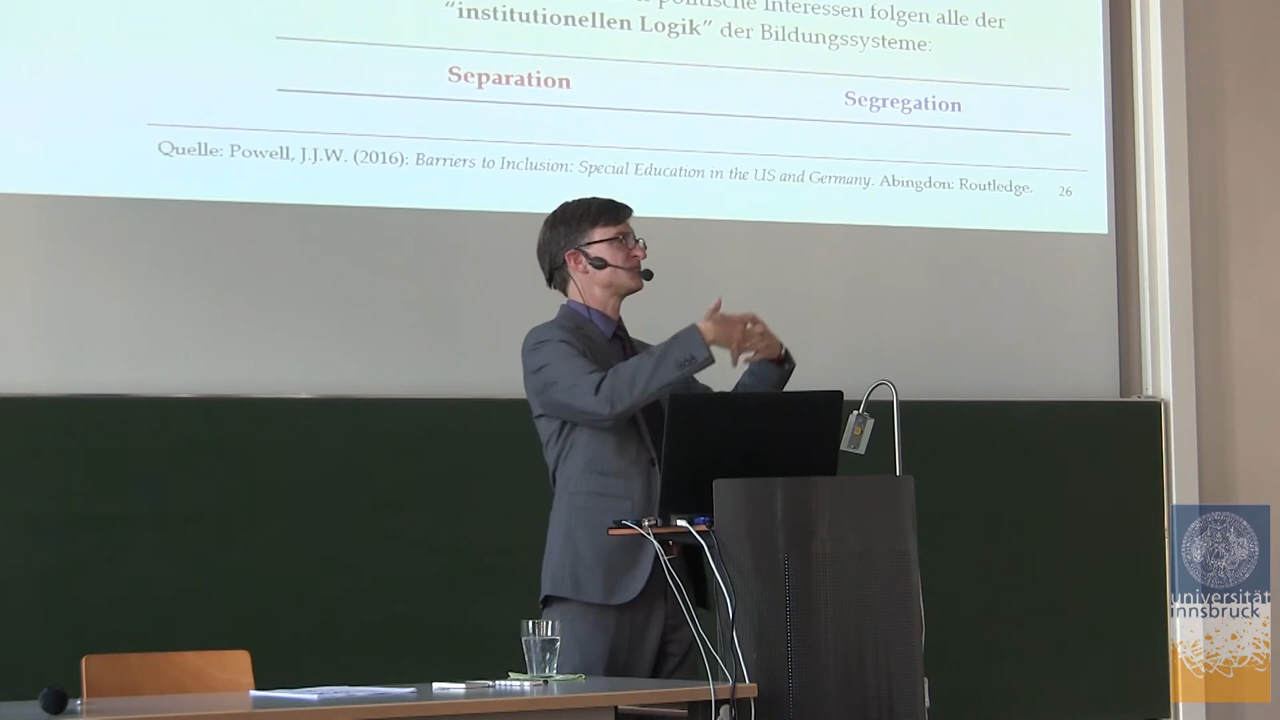 politische Interessen folgen alle der
“institutionellen Logik” der Bildungssysteme:
Separation
Segregation
Quelle: Powell, J.J.W. (2016): Barriers to Inclusion: Special Education in the US and Germany. Abingdon: Routledge.
26
universität
innsbruck